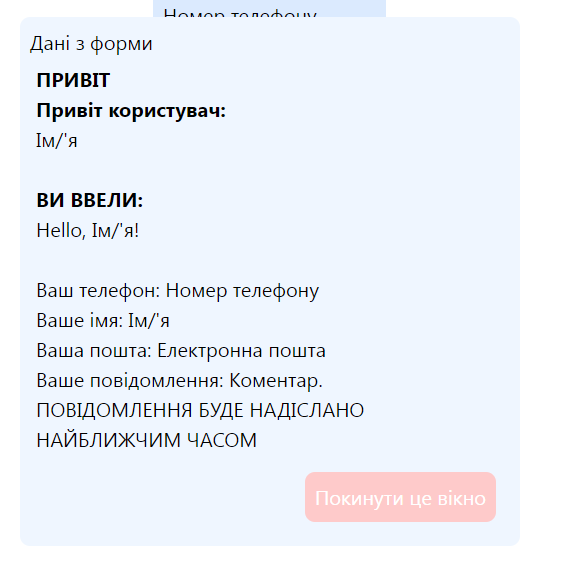 Номер телефону
Дані з форми
ПРИВІТ
Привіт користувач:
Ім/'я
ВИ ВВЕЛИ:
Hello, Ім/'я!
Ваш телефон: Номер телефону
Ваше імя: Ім/'я
Ваша пошта: Електронна пошта
Ваше повідомлення: Коментар.
ПОВІДОМЛЕННЯ БУДЕ НАДІСЛАНО
НАЙБЛИЖЧИМ ЧАСОМ
Покинути це вікно